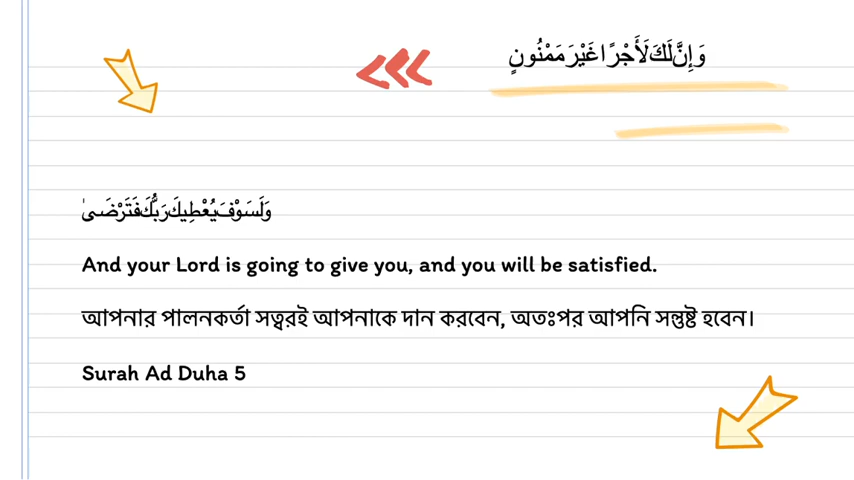 وَإِنَّ لَكَ لَأَجْرًا غَيْرَ مَمْنُونٍ
وَلَسَوْفَ يُعْطِيكَ رَبُّكَ فَتَرْضَىٰ
And your Lord is going to give you, and you will be satisfied.
আপনার পালনকর্তা সত্বরই আপনাকে দান করবেন, অতঃপর আপনি সন্তুষ্ট হবেন।
Surah Ad Duha 5